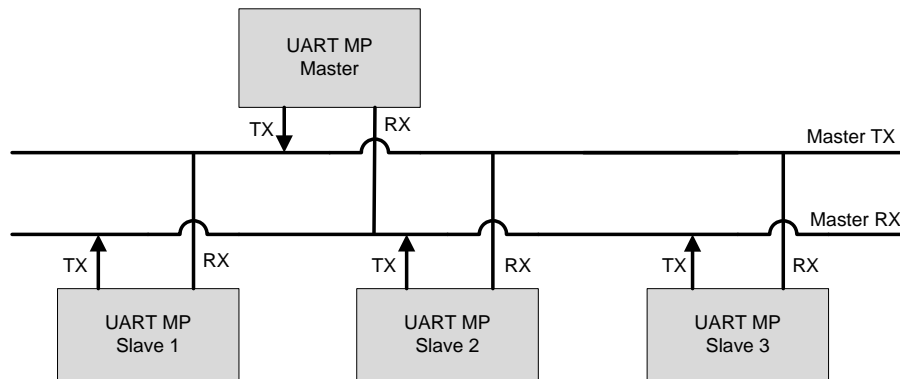 UART MP
Master
TX
RX
Master TX
Master RX
TX
RX
TX
RX
TX
RX
UART MP
Slave 1
UART MP
Slave 2
UART MP
Slave 3